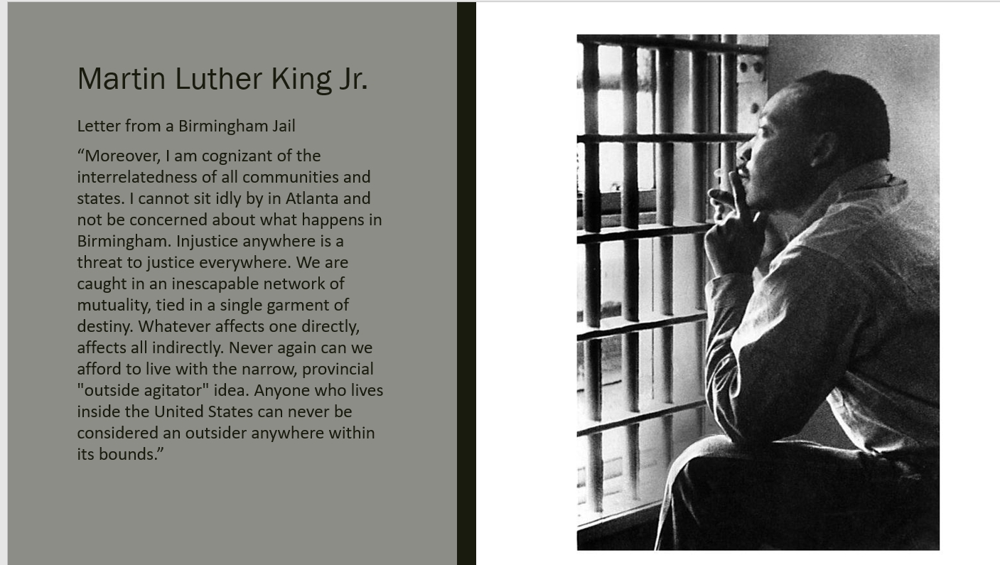 Martin Luther King Jr.
Letter from a Birmingham Jail
“Moreover, I am cognizant of the
interrelatedness of all communities and
states. I cannot sit idly by in Atlanta and
not be concerned about what happens in
Birmingham. Injustice anywhere is a
threat to justice everywhere. We are
caught in an inescapable network of
mutuality, tied in a single garment of
destiny. Whatever affects one directly,
affects all indirectly. Never again can we
afford to live with the narrow, provincial
"outside agitator" idea. Anyone who lives
inside the United States can never be
considered an outsider anywhere within
its bounds.”